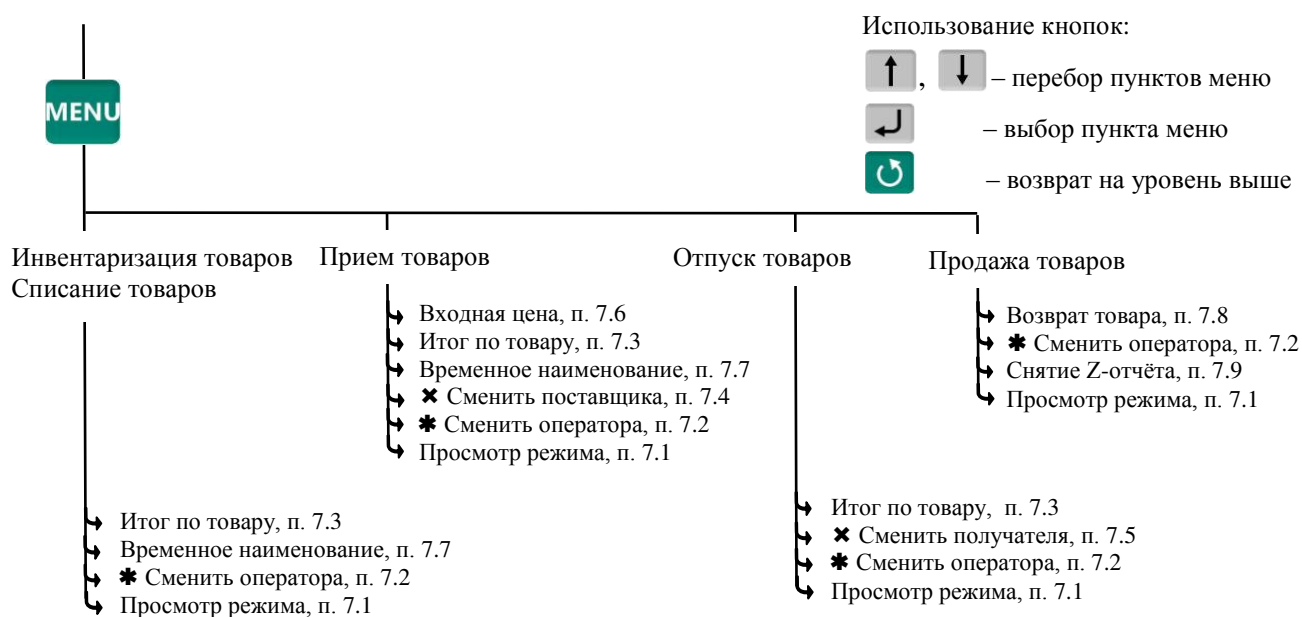 Использование кнопок:
, – перебор пунктов меню
MENU
– выбор пункта меню
– возврат на уровень выше
Инвентаризация товаров
Списание товаров
✱ Сменить оператора, п. 7.2
Итог по товару, п. 7.3
Временное наименование, п. 7.7
Просмотр режима, п. 7.1
Прием товаров
Входная цена, п. 7.6
Итог по товару, п. 7.3
Временное наименование, п. 7.7
✖ Сменить поставщика, п. 7.4
✱ Сменить оператора, п. 7.2
Просмотр режима, п. 7.1
Отпуск товаров
Итог по товару, п. 7.3
✖ Сменить получателя, п. 7.5
✱ Сменить оператора, п. 7.2
Просмотр режима, п. 7.1
Продажа товаров
Возврат товара, п. 7.8
✱ Сменить оператора, п. 7.2
Снятие Z-отчёта, п. 7.9
Просмотр режима, п. 7.1